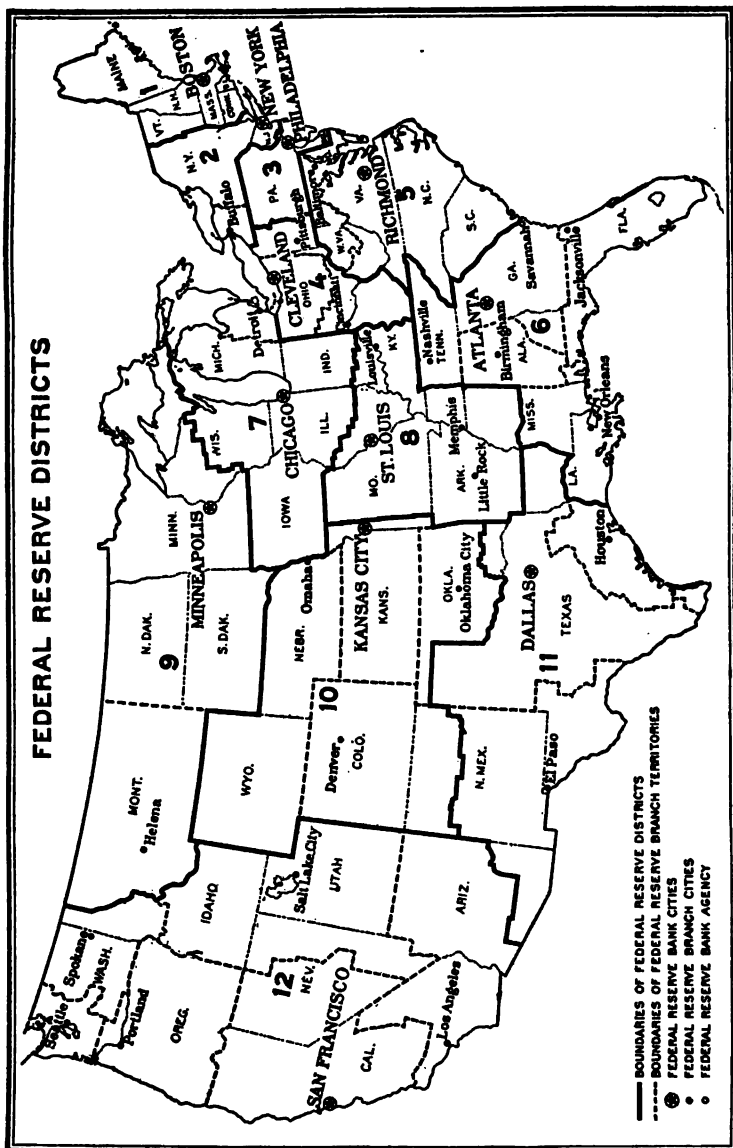 FEDERAL RESERVE DISTRICTS
MAINE
1
VT.
N.H.
BOSTON
MASS.
CONN.
N.Y.
2
NEW YORK
Buffalo
PHILADELPHIA
PA.
3
Pittsburgh
Baltimore
CLEVELAND
OHIO
4
Cincinnati
W.VA.
VA.
RICHMOND
5
N.C.
S.C.
MICH.
Detroit
WIS.
7
CHICAGO
ILL.
IND.
IOWA
Louisville
KY.
Nashville
TENN.
ATLANTA
GA.
Savannah
Birmingham
ALA.
6
Jacksonville
FLA.
MISS.
New Orleans
LA.
MO.
ST. LOUIS
8
Memphis
ARK.
Little Rock
MINN.
MINNEAPOLIS
9
N. DAK.
S. DAK.
MONT.
Helena
NEBR.
Omaha
KANSAS CITY
KANS.
10
WYO.
Denver
COLO.
OKLA.
Oklahoma City
N. MEX.
El Paso
DALLAS
TEXAS
11
Houston
Seattle
Spokane
WASH.
Portland
OREG.
IDAHO
Salt Lake City
UTAH
ARIZ.
12
NEV.
SAN FRANCISCO
CAL.
Los Angeles
BOUNDARIES OF FEDERAL RESERVE DISTRICTS
BOUNDARIES OF FEDERAL RESERVE BRANCH TERRITORIES
FEDERAL RESERVE BANK CITIES
FEDERAL RESERVE BRANCH CITIES
FEDERAL RESERVE BANK AGENCY